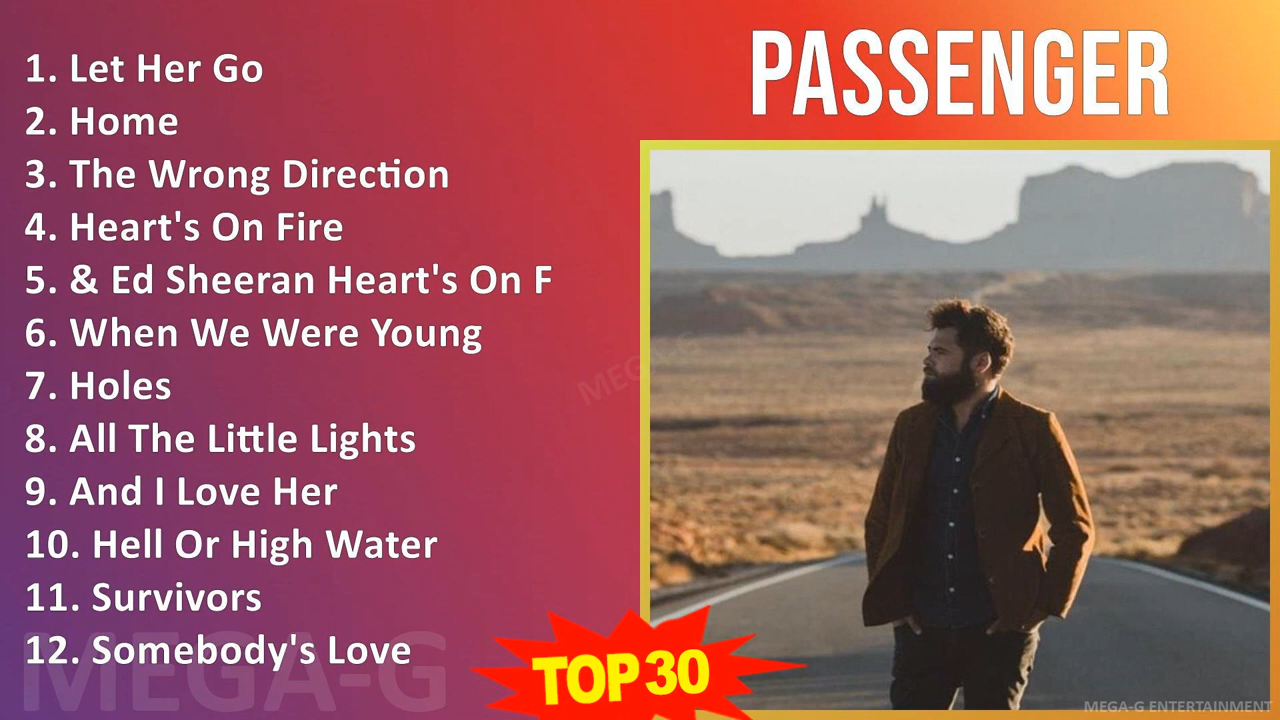 PASSENGER
1. Let Her Go
2. Home
3. The Wrong Direction
4. Heart's On Fire
5. & Ed Sheeran Heart's On F
6. When We Were Young
7. Holes
8. All The Little Lights
9. And I Love Her
10. Hell Or High Water
11. Survivors
12. Somebody's Love
MEGA-G
TOP 30
MEGA-G
MEGA-G ENTERTAINMENT